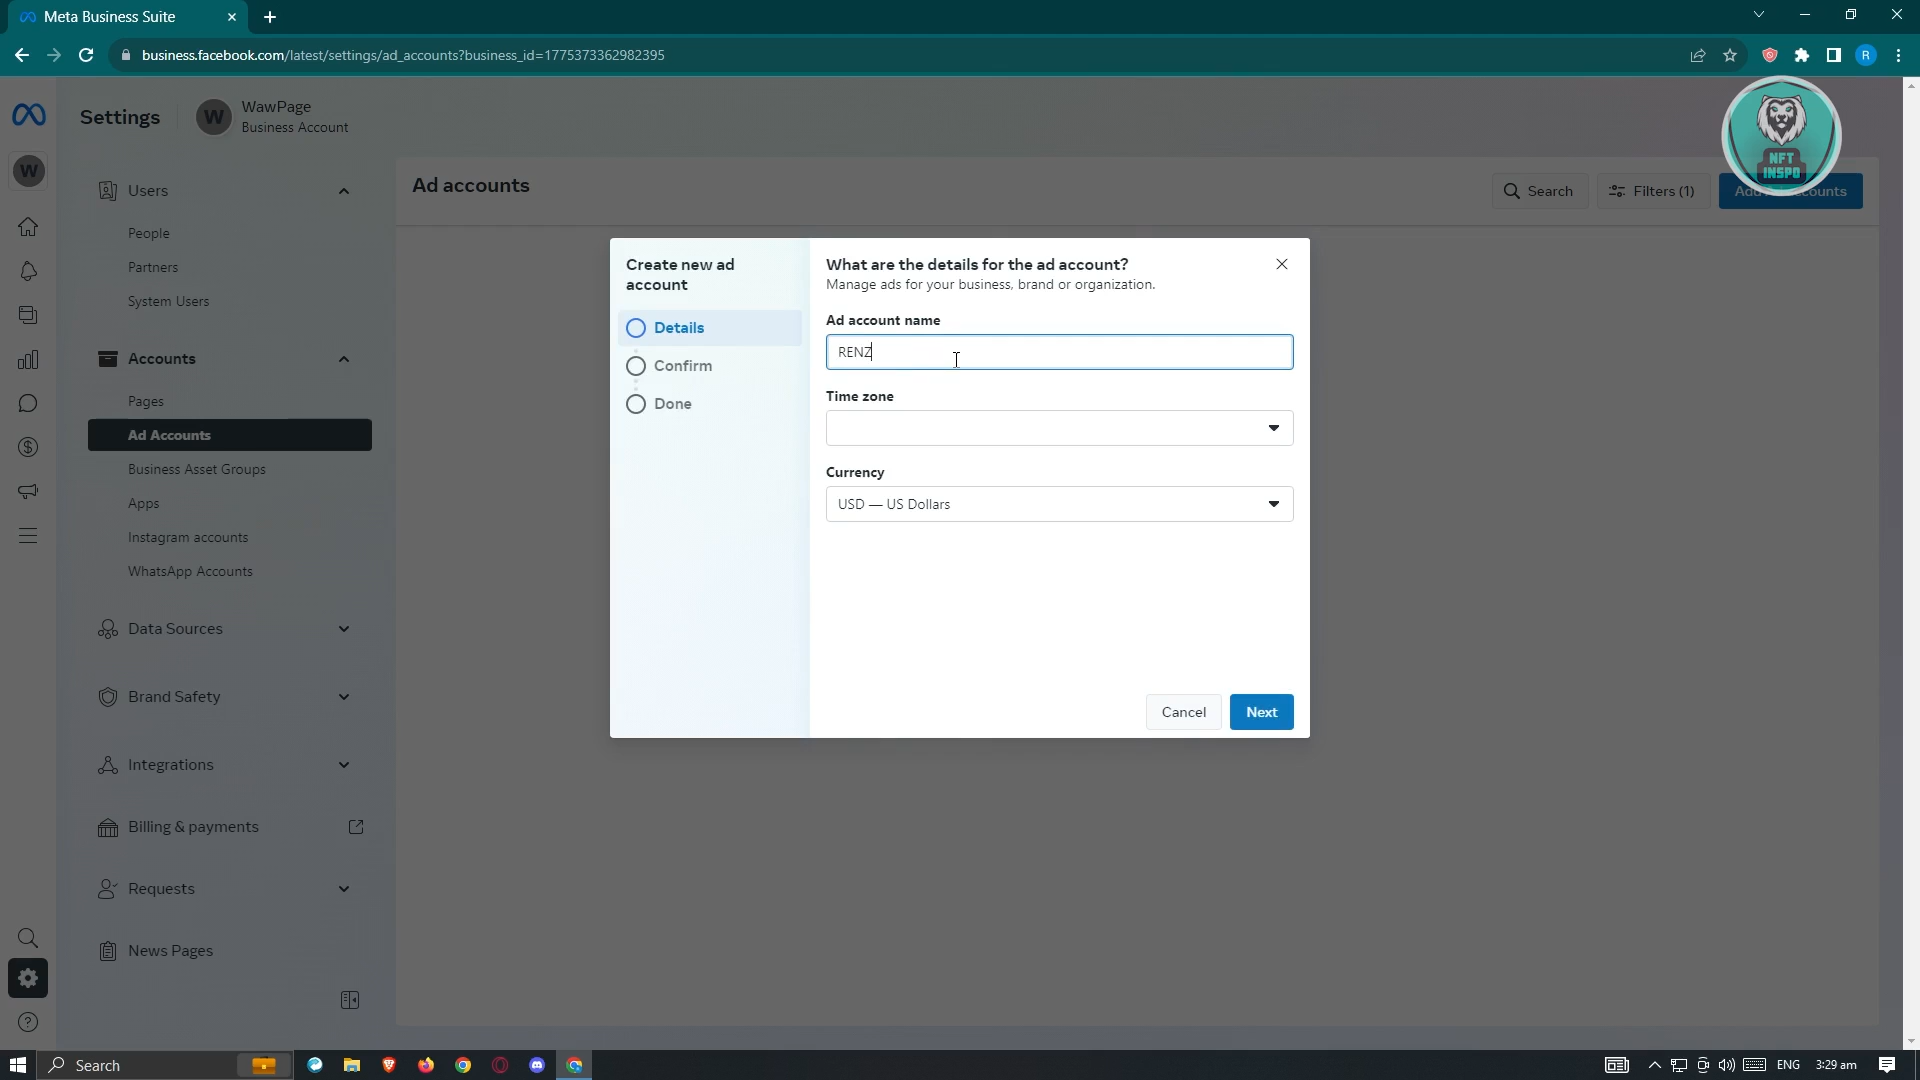 Meta Business Suite
business.facebook.com/latest/settings/ad_accounts?business_id=1775373362982395
R
Settings
W
WawPage
Business Account
W
NFT
INSPO
Users
People
Partners
System Users
Accounts
Pages
Ad Accounts
Business Asset Groups
Apps
Instagram accounts
WhatsApp Accounts
Data Sources
Brand Safety
Integrations
Billing & payments
Requests
News Pages
Ad accounts
Search
Filters (1)
Create new ad
account
Details
Confirm
Done
What are the details for the ad account?
Manage ads for your business, brand or organization.
Ad account name
RENZ
Time zone
Currency
USD — US Dollars
Cancel
Next
Search
ENG
3:29 am